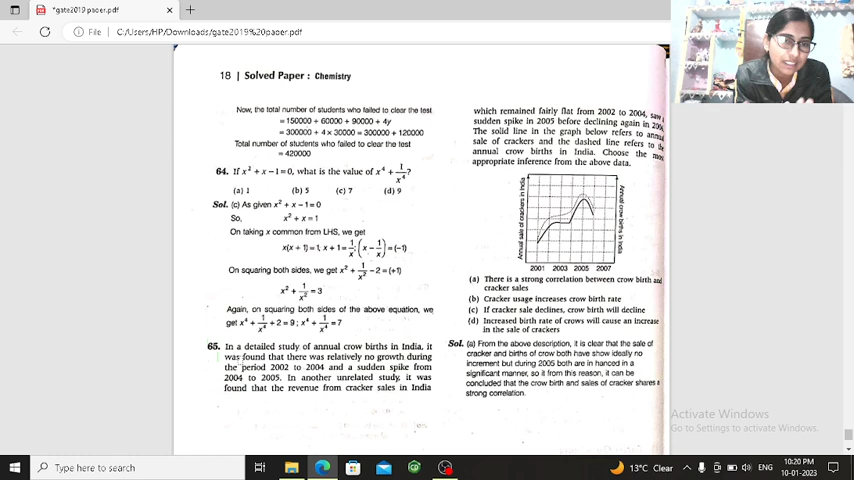 *gate2019 paoer.pdf
File
C:/Users/HP/Downloads/gate2019%20paoer.pdf
18 | Solved Paper : Chemistry
Now, the total number of students who failed to clear the test
= 150000 + 60000 + 90000 + 4y
= 300000 + 4 x 30000 = 300000 + 120000
Total number of students who failed to clear the test
= 420000
64. If x² + x − 1 = 0, what is the value of x⁴ + 1/x⁴?
(a) 1 (b) 5 (c) 7 (d) 9
Sol. (c) As given x² + x − 1 = 0
So, x² + x = 1
On taking x common from LHS, we get
x(x + 1) = 1; x + 1 = 1/x; (x − 1/x) = (−1)
On squaring both sides, we get x² + 1/x² − 2 = (+1)
x² + 1/x² = 3
Again, on squaring both sides of the above equation, we
get x⁴ + 1/x⁴ + 2 = 9; x⁴ + 1/x⁴ = 7
65. In a detailed study of annual crow births in India, it
was found that there was relatively no growth during
the period 2002 to 2004 and a sudden spike from
2004 to 2005. In another unrelated study, it was
found that the revenue from cracker sales in India
which remained fairly flat from 2002 to 2004, saw a
sudden spike in 2005 before declining again in 2006.
The solid line in the graph below refers to annual
sale of crackers and the dashed line refers to the
annual crow births in India. Choose the most
appropriate inference from the above data.
Annual sale of crackers in India
Annual crow births in India
2001 2003 2005 2007
(a) There is a strong correlation between crow birth and
cracker sales
(b) Cracker usage increases crow birth rate
(c) If cracker sale declines, crow birth will decline
(d) Increased birth rate of crows will cause an increase
in the sale of crackers
Sol. (a) From the above description, it is clear that the sale of
cracker and births of crow both have show ideally no
increment but during 2005 both are in hanced in a
significant manner, so it from this reason, it can be
concluded that the crow birth and sales of cracker shares a
strong correlation.
Activate Windows
Go to Settings to activate Windows.
Type here to search
13°C Clear
ENG
10:20 PM
10-01-2023